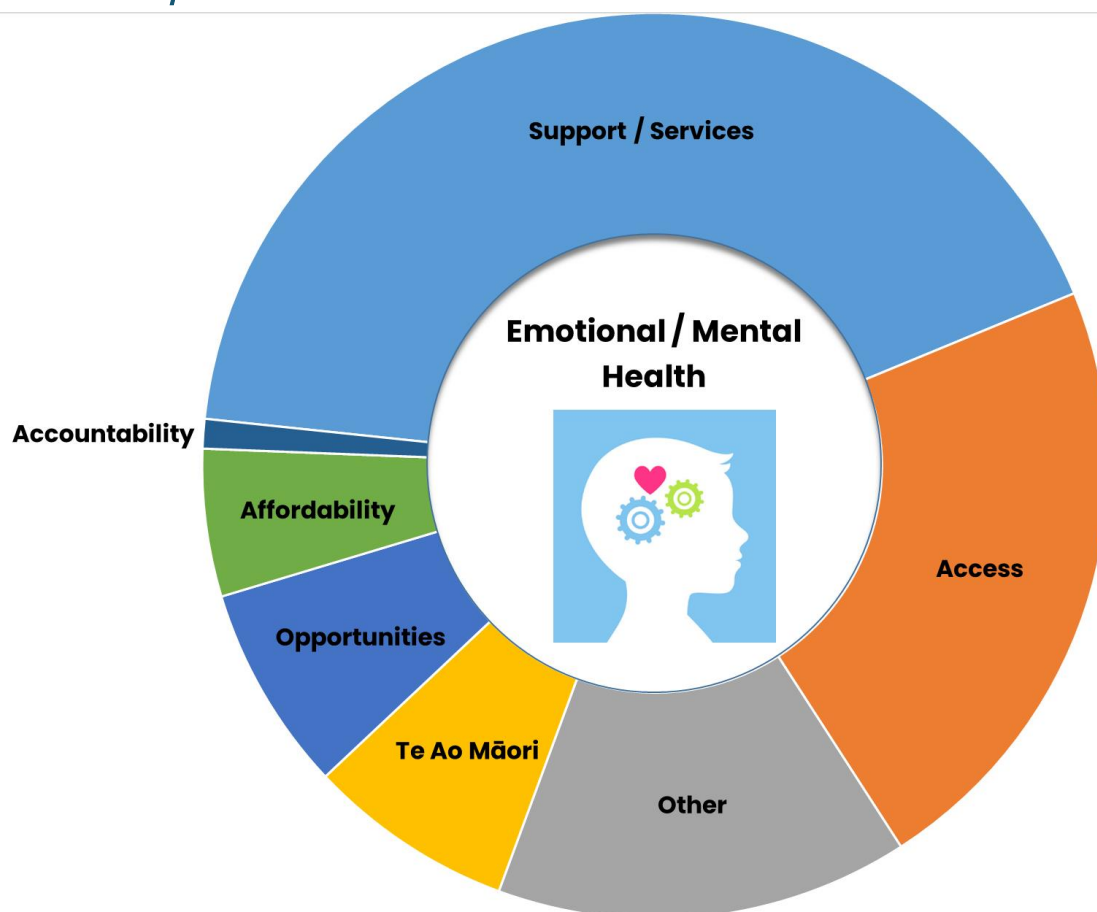 Support / Services
Emotional / Mental
Health
Accountability
Affordability
Access
Opportunities
Te Ao Māori
Other